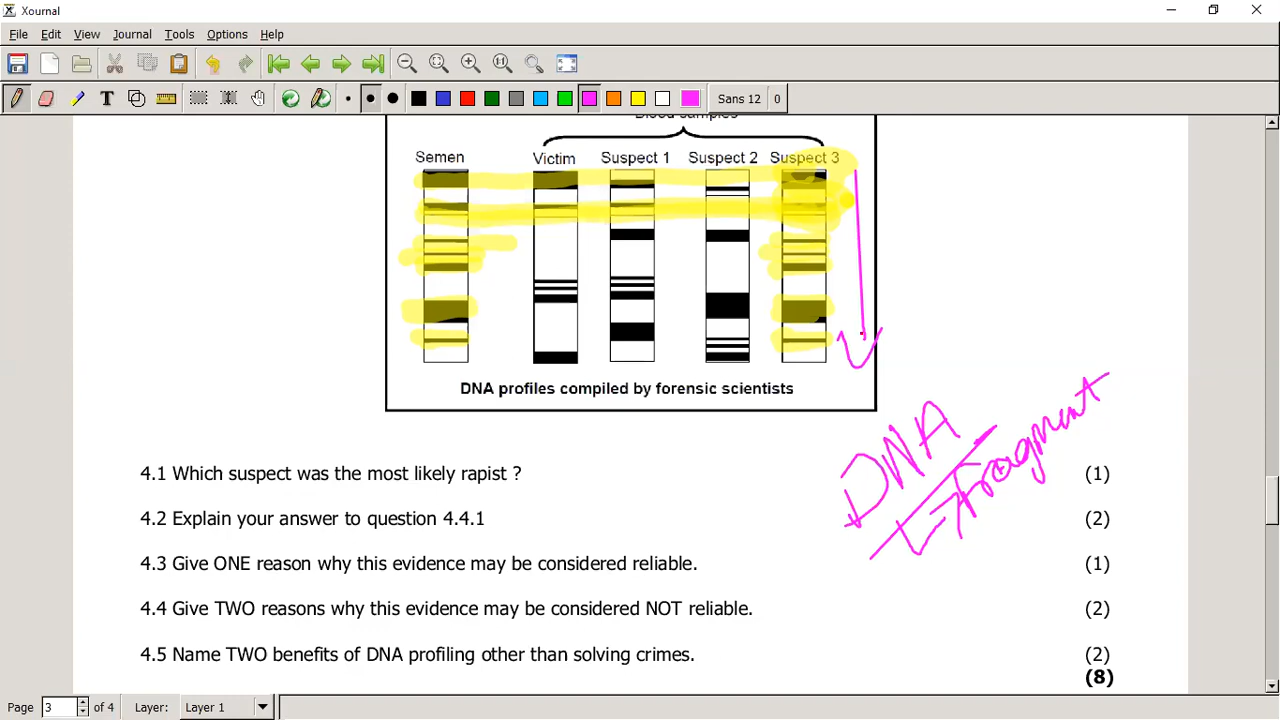 Xournal
File Edit View Journal Tools Options Help
Sans 12 0
Blood samples
Semen Victim Suspect 1 Suspect 2 Suspect 3
DNA profiles compiled by forensic scientists
DNA
Fragment
4.1 Which suspect was the most likely rapist ? (1)
4.2 Explain your answer to question 4.4.1 (2)
4.3 Give ONE reason why this evidence may be considered reliable. (1)
4.4 Give TWO reasons why this evidence may be considered NOT reliable. (2)
4.5 Name TWO benefits of DNA profiling other than solving crimes. (2)
(8)
Page 3 of 4 Layer: Layer 1